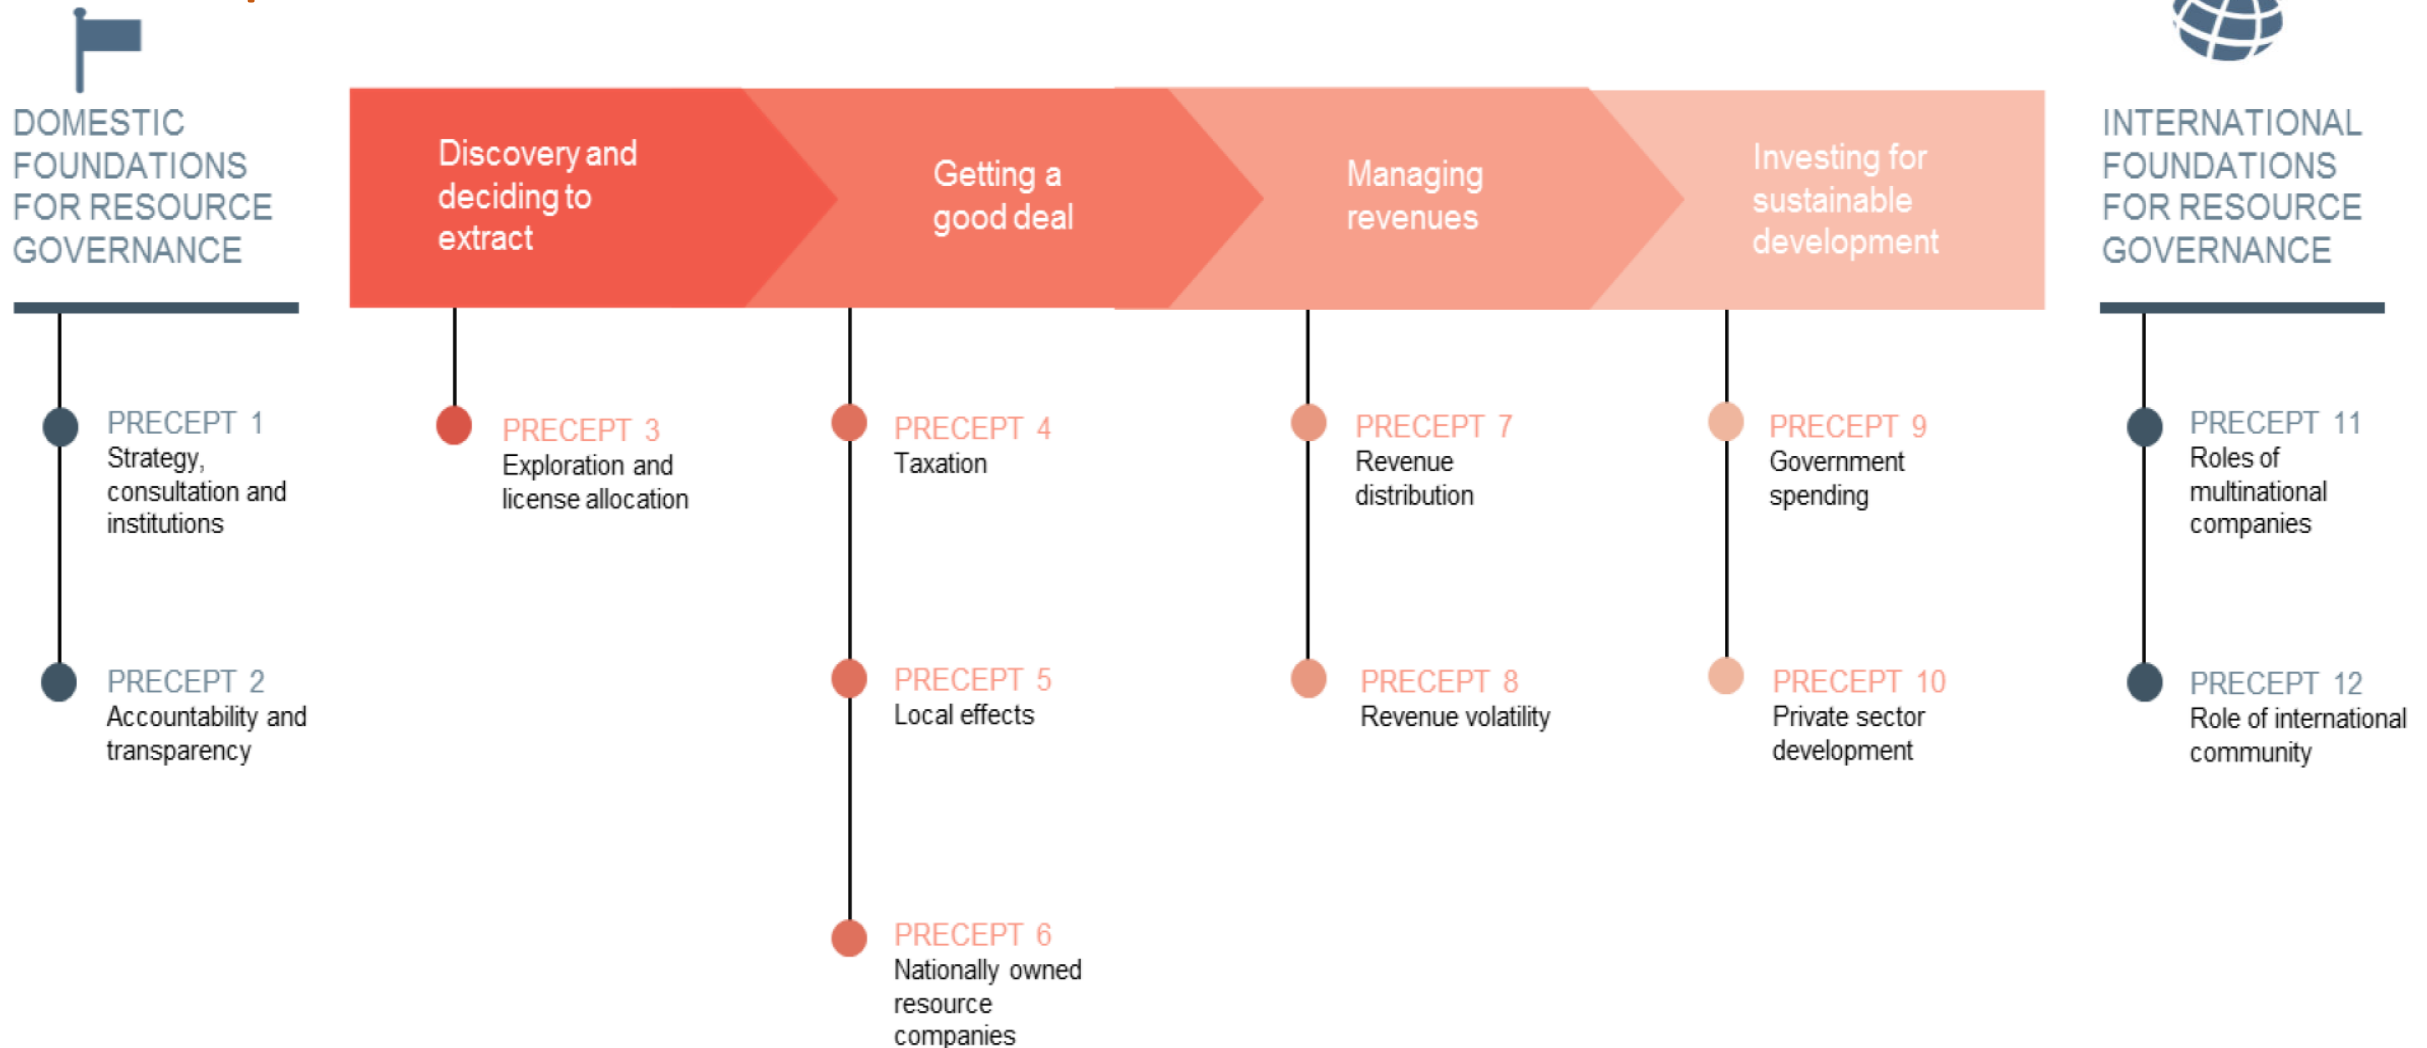 DOMESTIC
FOUNDATIONS
FOR RESOURCE
GOVERNANCE
PRECEPT 1
Strategy,
consultation and
institutions
PRECEPT 2
Accountability and
transparency
Discovery and
deciding to
extract
PRECEPT 3
Exploration and
license allocation
Getting a
good deal
PRECEPT 4
Taxation
PRECEPT 5
Local effects
PRECEPT 6
Nationally owned
resource
companies
Managing
revenues
PRECEPT 7
Revenue
distribution
PRECEPT 8
Revenue volatility
Investing for
sustainable
development
PRECEPT 9
Government
spending
PRECEPT 10
Private sector
development
INTERNATIONAL
FOUNDATIONS
FOR RESOURCE
GOVERNANCE
PRECEPT 11
Roles of
multinational
companies
PRECEPT 12
Role of international
community